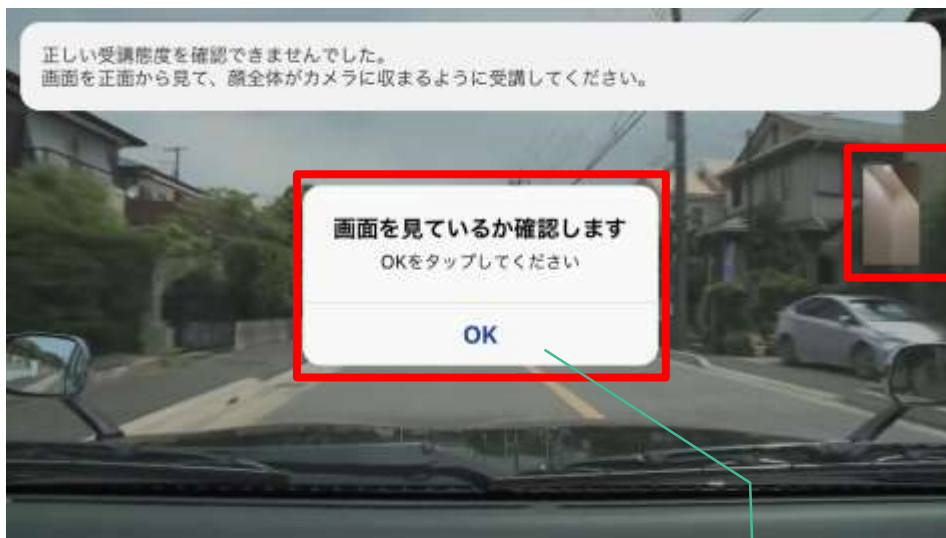 正しい受講態度を確認できませんでした。
画面を正面から見て、顔全体がカメラに収まるように受講してください。
画面を見ているか確認します
OKをタップしてください
OK